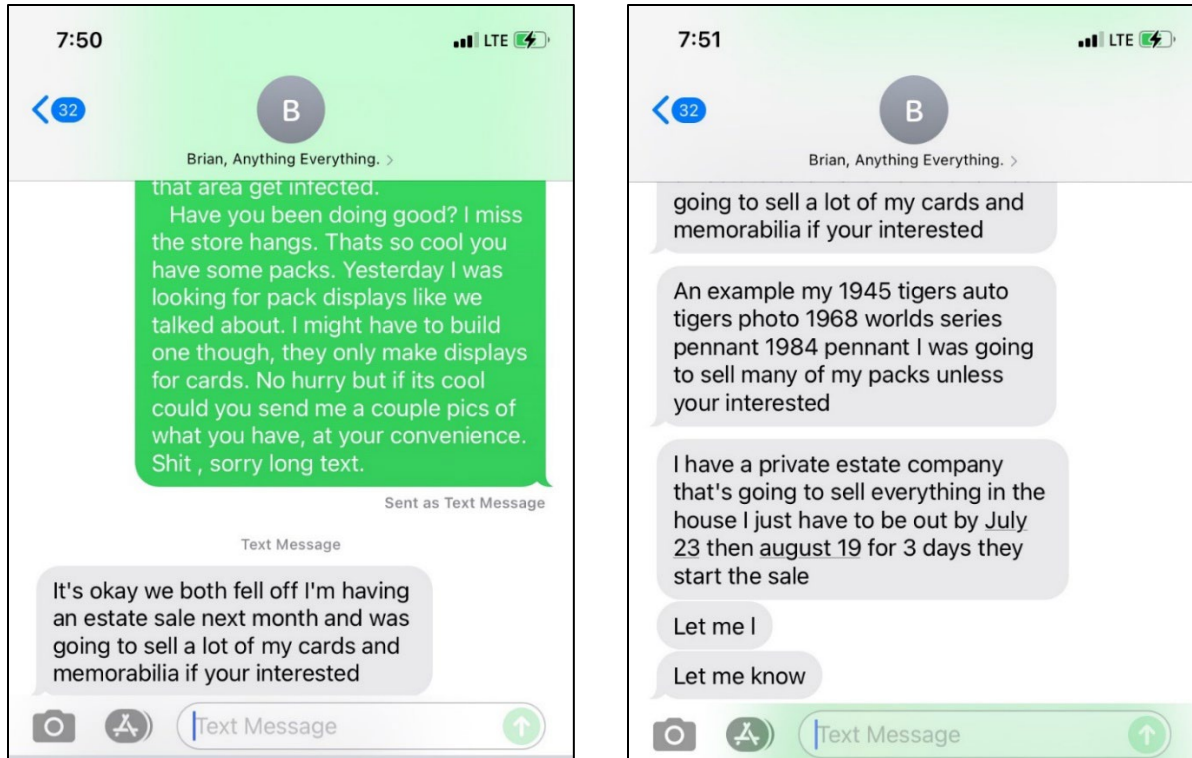 7:50
LTE
32
B
Brian, Anything Everything. >
that area get infected.
Have you been doing good? I miss
the store hangs. Thats so cool you
have some packs. Yesterday I was
looking for pack displays like we
talked about. I might have to build
one though, they only make displays
for cards. No hurry but if its cool
could you send me a couple pics of
what you have, at your convenience.
Shit , sorry long text.
Sent as Text Message
Text Message
It's okay we both fell off I'm having
an estate sale next month and was
going to sell a lot of my cards and
memorabilia if your interested
Text Message
7:51
LTE
32
B
Brian, Anything Everything. >
going to sell a lot of my cards and
memorabilia if your interested
An example my 1945 tigers auto
tigers photo 1968 worlds series
pennant 1984 pennant I was going
to sell many of my packs unless
your interested
I have a private estate company
that's going to sell everything in the
house I just have to be out by July
23 then august 19 for 3 days they
start the sale
Let me I
Let me know
Text Message